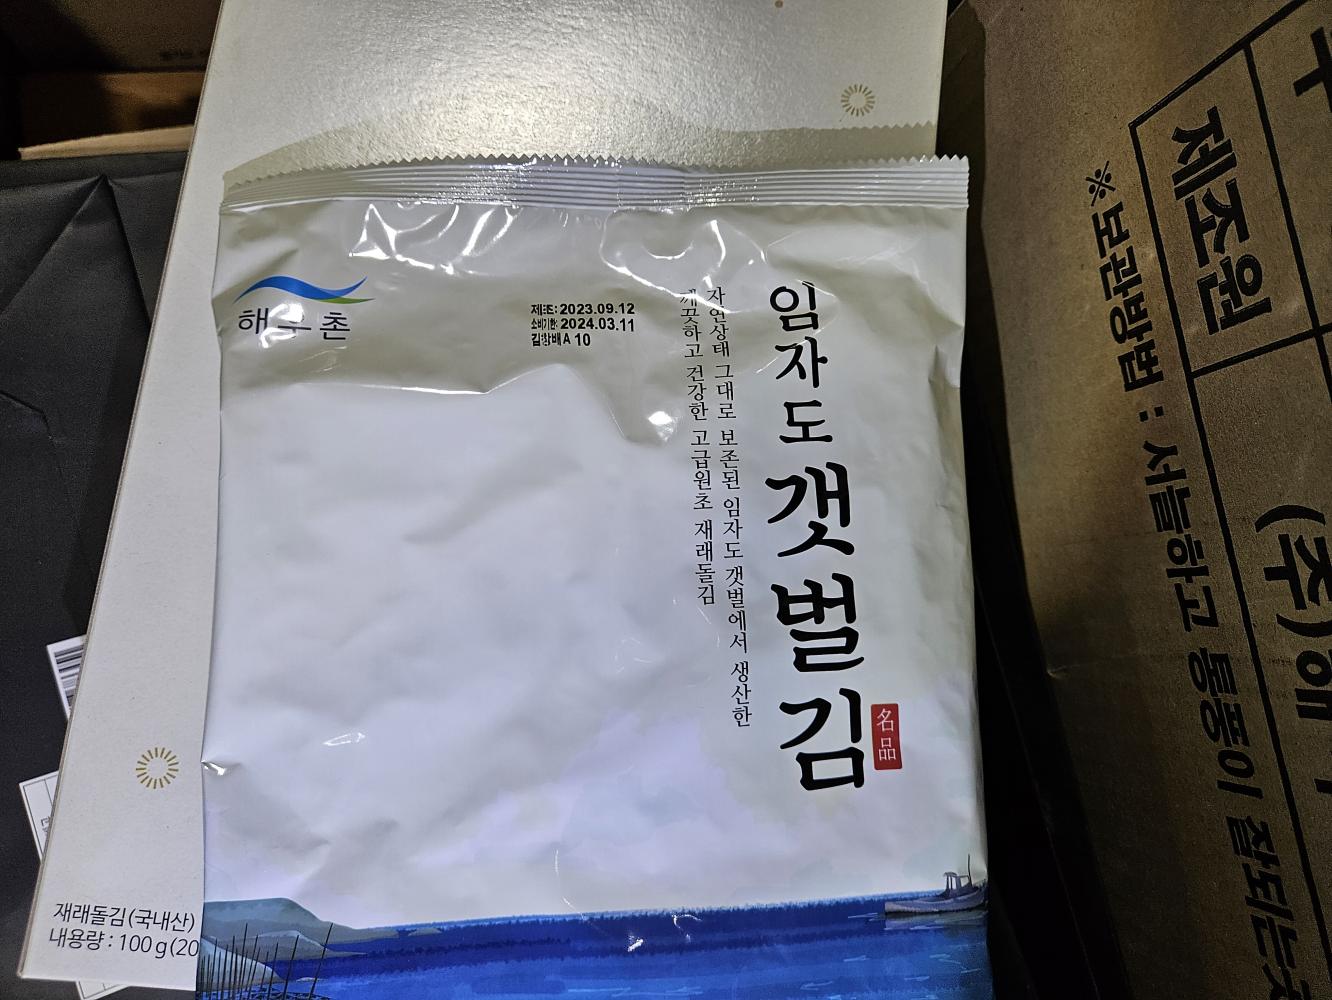 해우촌
제조:2023.09.12
소비기한:2024.03.11
김창배A 10
임자도 갯벌김
名品
자연상태 그대로 보존된 임자도 갯벌에서 생산한
깨끗하고 건강한 고급원초 재래돌김
재래돌김(국내산)
내용량 : 100g(20
제조원
(주)해
※보관방법 : 서늘하고 통풍이 잘되는